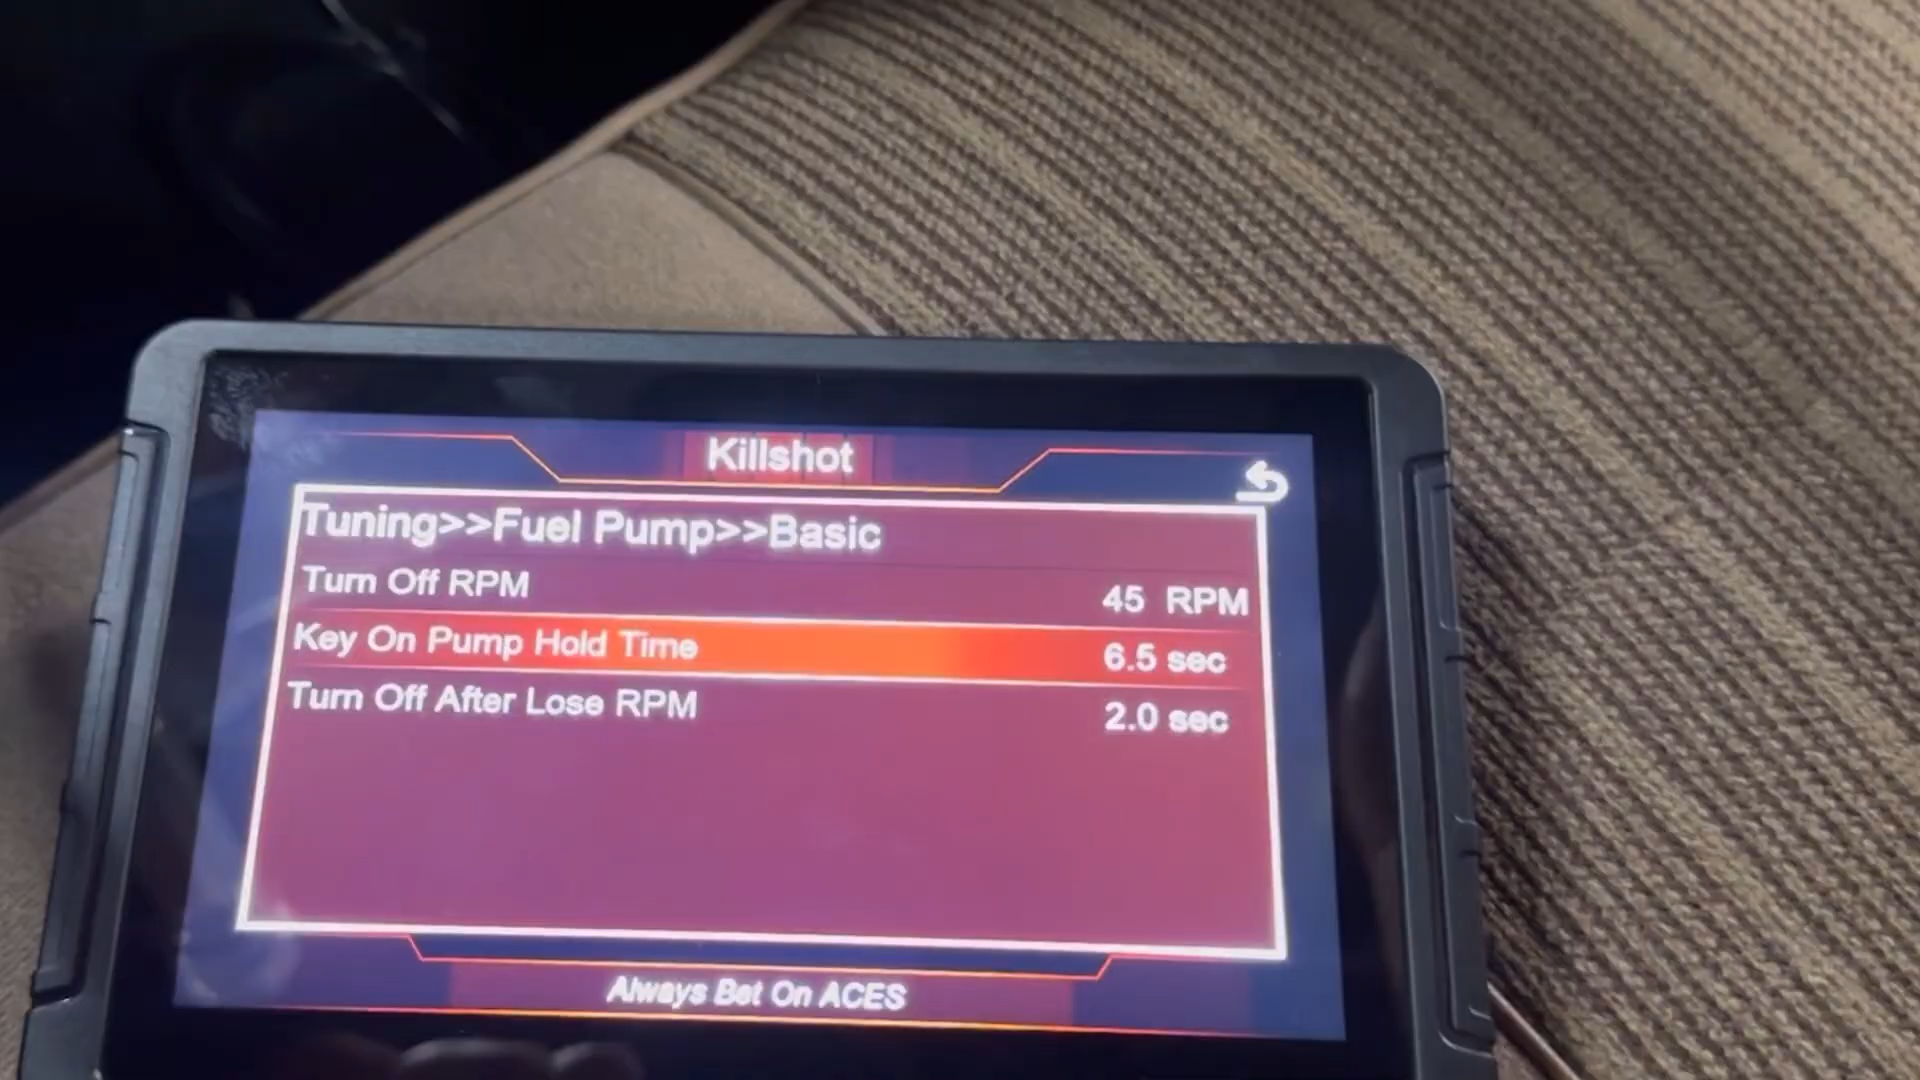 Killshot
Tuning>>Fuel Pump>>Basic
Turn Off RPM 45 RPM
Key On Pump Hold Time 6.5 sec
Turn Off After Lose RPM 2.0 sec
Always Bet On ACES